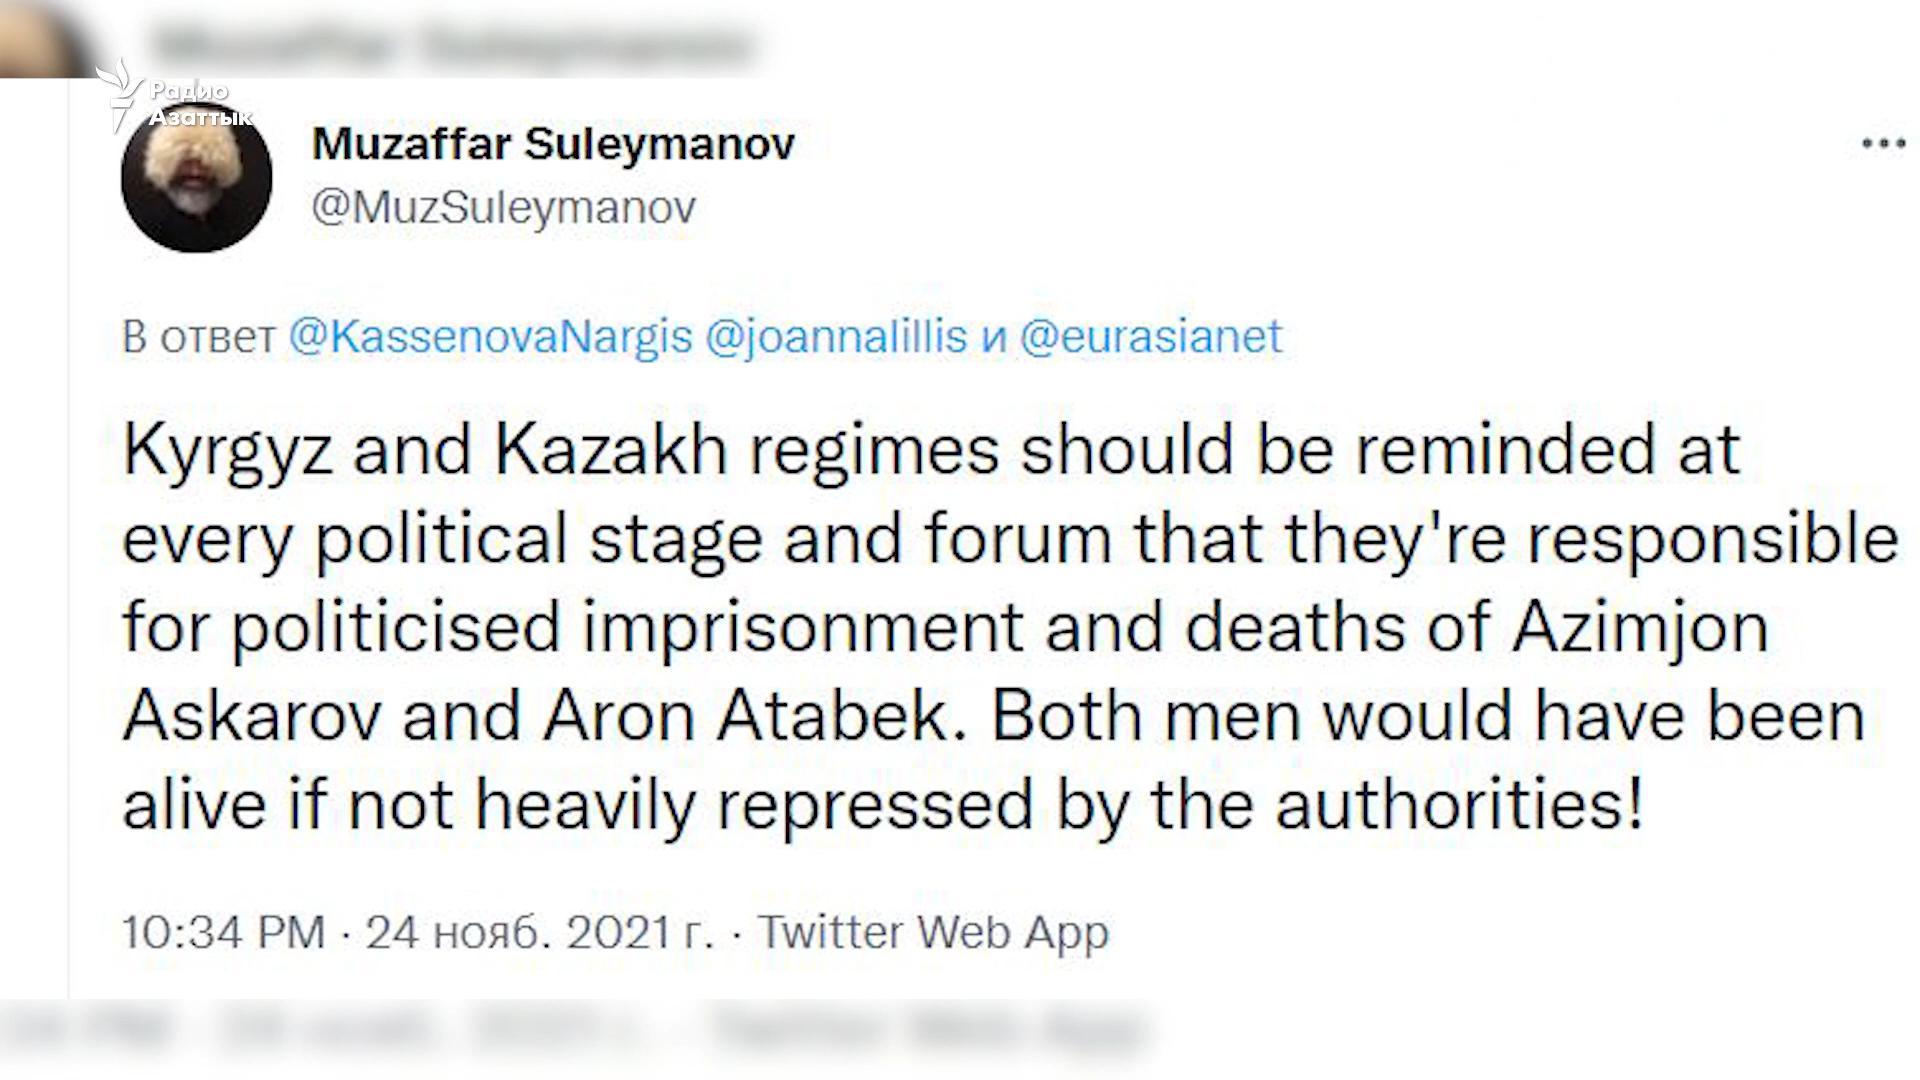 Радио
Азаттык
Muzaffar Suleymanov
@MuzSuleymanov
В ответ @KassenovaNargis @joannalillis и @eurasianet
Kyrgyz and Kazakh regimes should be reminded at
every political stage and forum that they're responsible
for politicised imprisonment and deaths of Azimjon
Askarov and Aron Atabek. Both men would have been
alive if not heavily repressed by the authorities!
10:34 PM · 24 нояб. 2021 г. · Twitter Web App